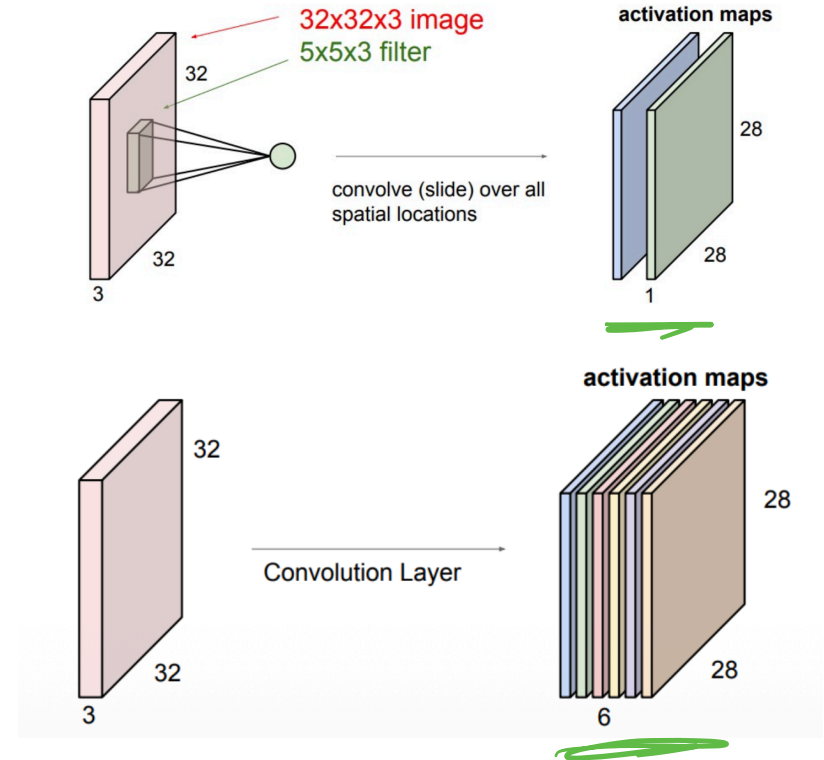 32x32x3 image
5x5x3 filter
32
32
3
convolve (slide) over all
spatial locations
activation maps
28
28
1
32
32
3
Convolution Layer
activation maps
28
28
6